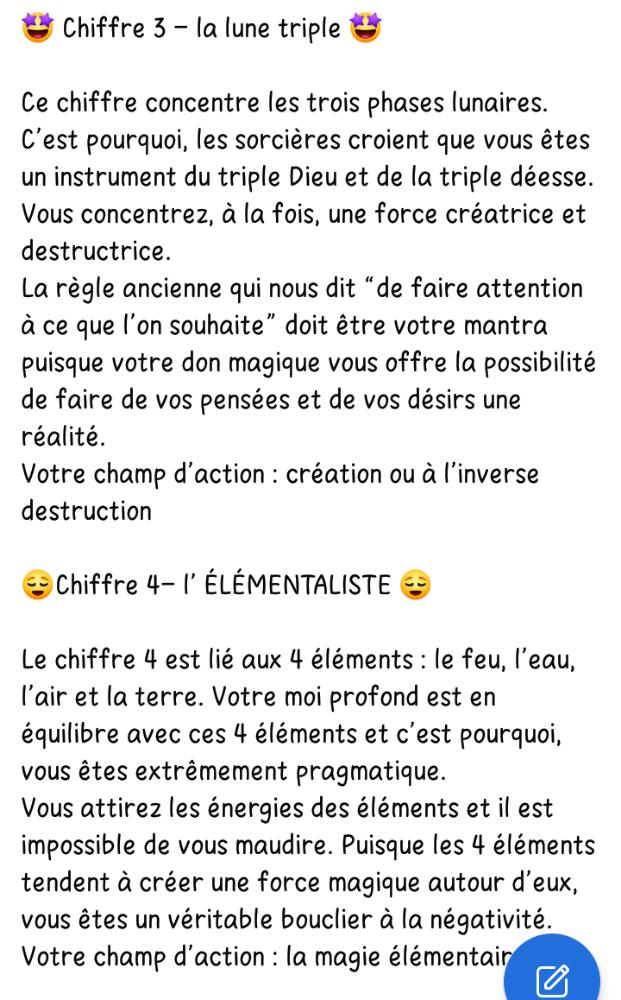 🤩 Chiffre 3 – la lune triple 🤩
Ce chiffre concentre les trois phases lunaires.
C'est pourquoi, les sorcières croient que vous êtes
un instrument du triple Dieu et de la triple déesse.
Vous concentrez, à la fois, une force créatrice et
destructrice.
La règle ancienne qui nous dit “de faire attention
à ce que l'on souhaite” doit être votre mantra
puisque votre don magique vous offre la possibilité
de faire de vos pensées et de vos désirs une
réalité.
Votre champ d'action : création ou à l'inverse
destruction
😌Chiffre 4– l' ÉLÉMENTALISTE 😌
Le chiffre 4 est lié aux 4 éléments : le feu, l'eau,
l'air et la terre. Votre moi profond est en
équilibre avec ces 4 éléments et c'est pourquoi,
vous êtes extrêmement pragmatique.
Vous attirez les énergies des éléments et il est
impossible de vous maudire. Puisque les 4 éléments
tendent à créer une force magique autour d'eux,
vous êtes un véritable bouclier à la négativité.
Votre champ d'action : la magie